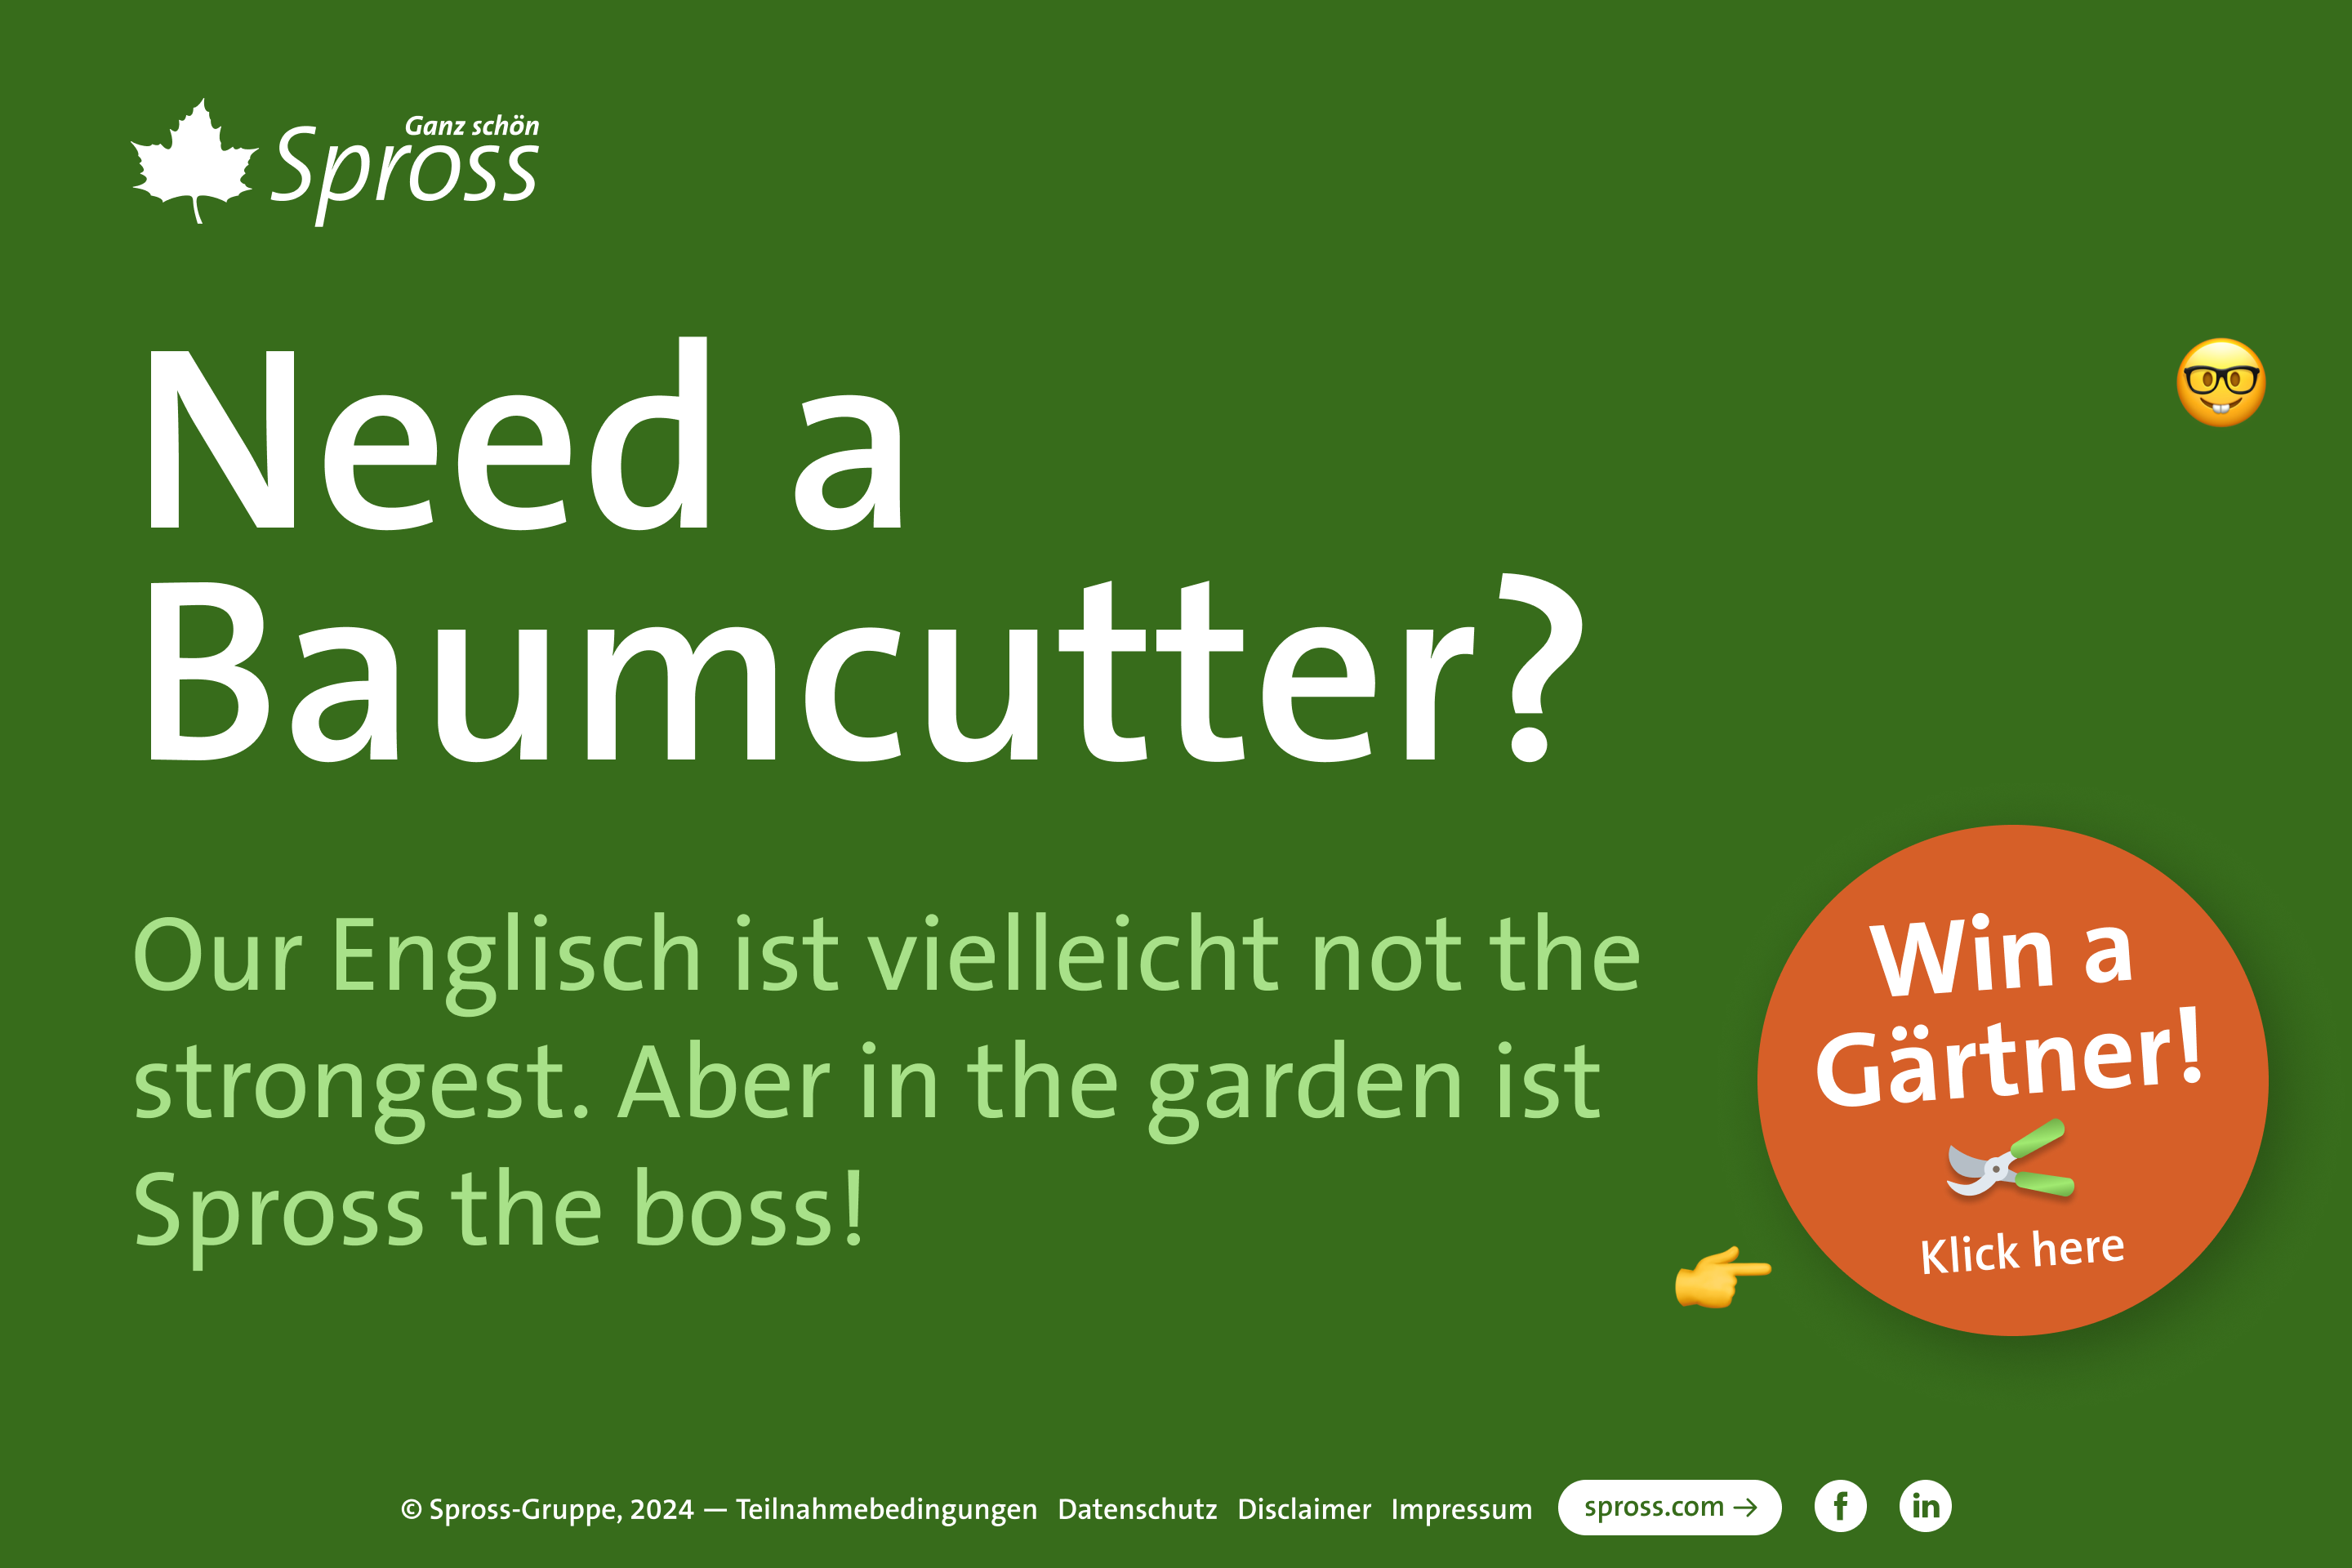 Ganz schön
Spross
Need a
Baumcutter?
Our Englisch ist vielleicht not the
strongest. Aber in the garden ist
Spross the boss!
Win a
Gärtner!
Klick here
© Spross-Gruppe, 2024 — Teilnahmebedingungen Datenschutz Disclaimer Impressum spross.com → f in